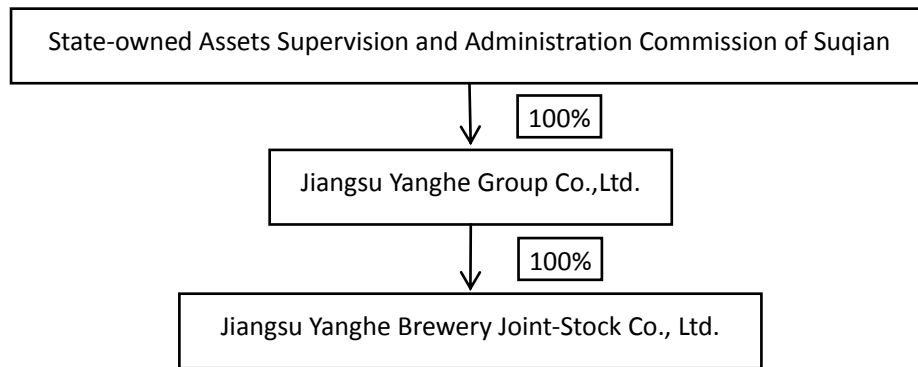 State-owned Assets Supervision and Administration Commission of Suqian
100%
Jiangsu Yanghe Group Co.,Ltd.
100%
Jiangsu Yanghe Brewery Joint-Stock Co., Ltd.